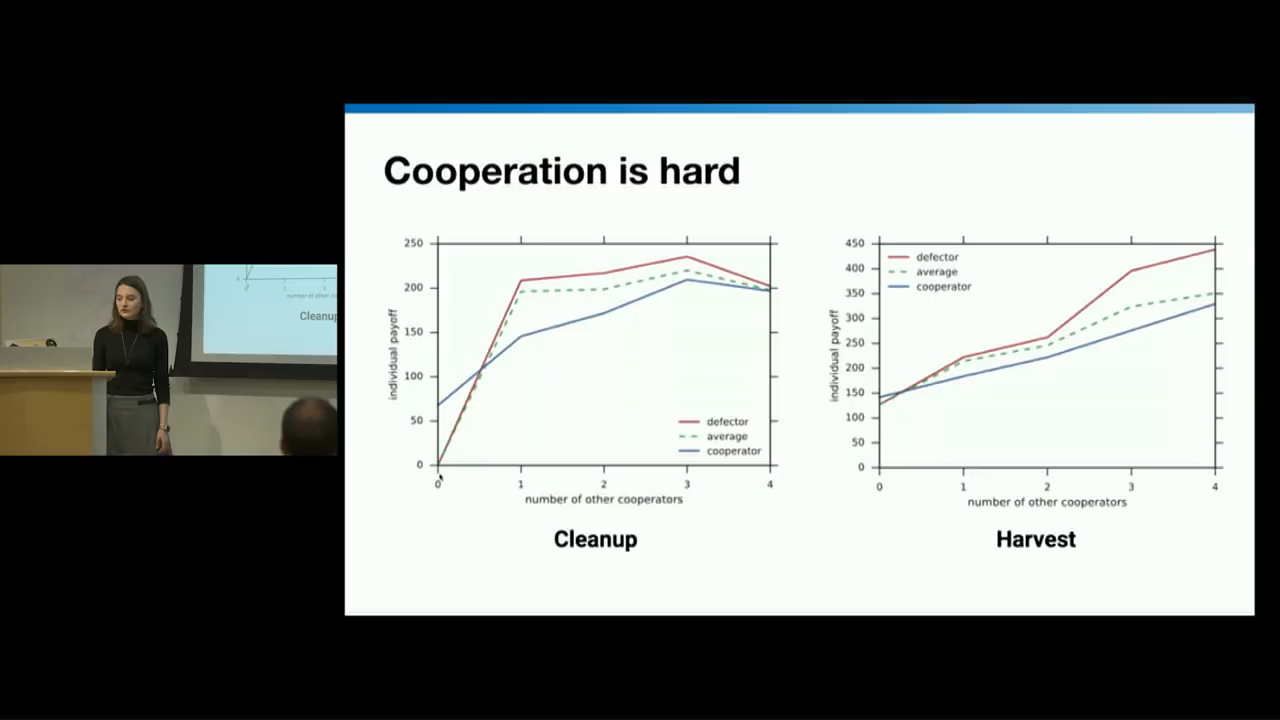 Cooperation is hard
250
200
150
100
50
0
individual payoff
defector
average
cooperator
0 1 2 3 4
number of other cooperators
Cleanup
450
400
350
300
250
200
150
100
50
0
individual payoff
defector
average
cooperator
0 1 2 3 4
number of other cooperators
Harvest
Cleanup